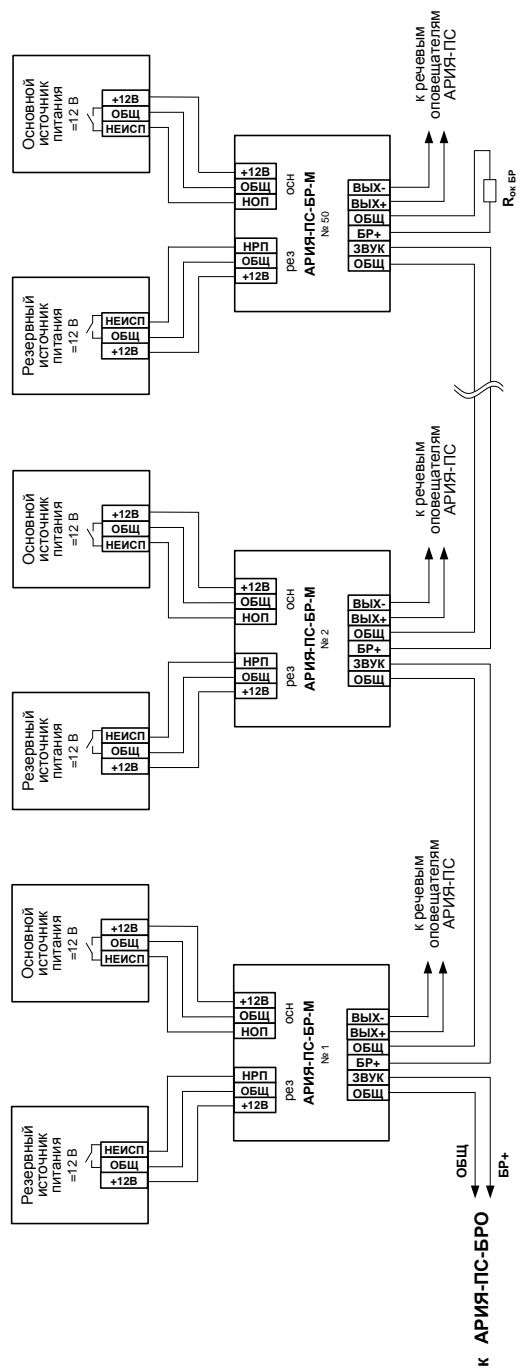 Основной
источник
питания
=12 В
+12В
ОБЩ
НЕИСП
Резервный
источник
питания
=12 В
НЕИСП
ОБЩ
+12В
+12В
ОБЩ
НОП
осн
НРП
ОБЩ
+12В
рез
АРИЯ-ПС-БР-М
№ 50
ВЫХ-
ВЫХ+
ОБЩ
БР+
ЗВУК
ОБЩ
к речевым
оповещателям
АРИЯ-ПС
Rок БР
Основной
источник
питания
=12 В
+12В
ОБЩ
НЕИСП
Резервный
источник
питания
=12 В
НЕИСП
ОБЩ
+12В
+12В
ОБЩ
НОП
осн
НРП
ОБЩ
+12В
рез
АРИЯ-ПС-БР-М
№ 2
ВЫХ-
ВЫХ+
ОБЩ
БР+
ЗВУК
ОБЩ
к речевым
оповещателям
АРИЯ-ПС
Основной
источник
питания
=12 В
+12В
ОБЩ
НЕИСП
Резервный
источник
питания
=12 В
НЕИСП
ОБЩ
+12В
+12В
ОБЩ
НОП
осн
НРП
ОБЩ
+12В
рез
АРИЯ-ПС-БР-М
№ 1
ВЫХ-
ВЫХ+
ОБЩ
БР+
ЗВУК
ОБЩ
к речевым
оповещателям
АРИЯ-ПС
ОБЩ
БР+
к АРИЯ-ПС-БРО